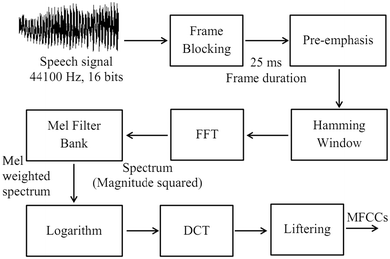 Speech signal
44100 Hz, 16 bits
Frame
Blocking
25 ms
Frame duration
Pre-emphasis
Hamming
Window
FFT
Spectrum
(Magnitude squared)
Mel Filter
Bank
Mel
weighted
spectrum
Logarithm
DCT
Liftering
MFCCs